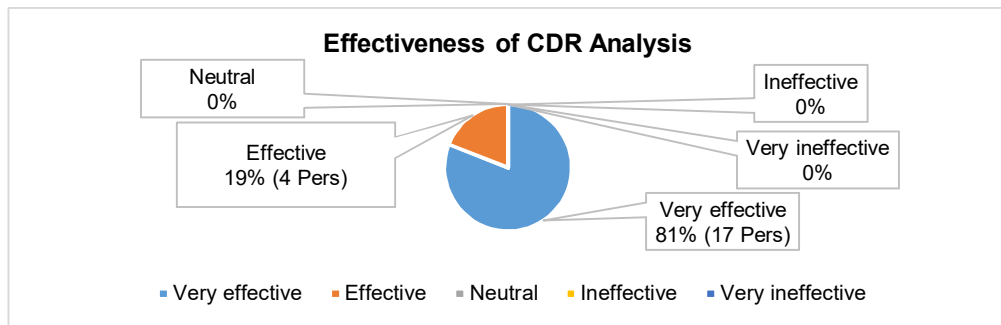 Effectiveness of CDR Analysis
Neutral
0%
Ineffective
0%
Effective
19% (4 Pers)
Very ineffective
0%
Very effective
81% (17 Pers)
Very effective
Effective
Neutral
Ineffective
Very ineffective